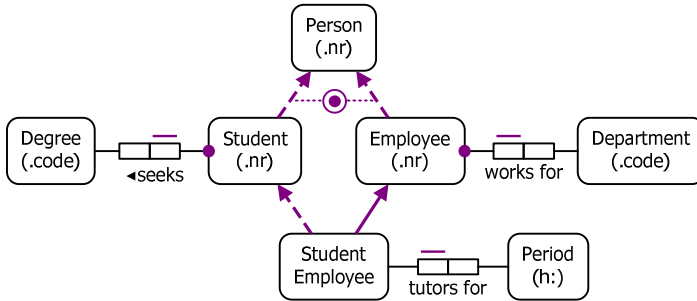 Person
(.nr)
Degree
(.code)
Student
(.nr)
Employee
(.nr)
Department
(.code)
◄seeks
works for
Student
Employee
Period
(h:)
tutors for